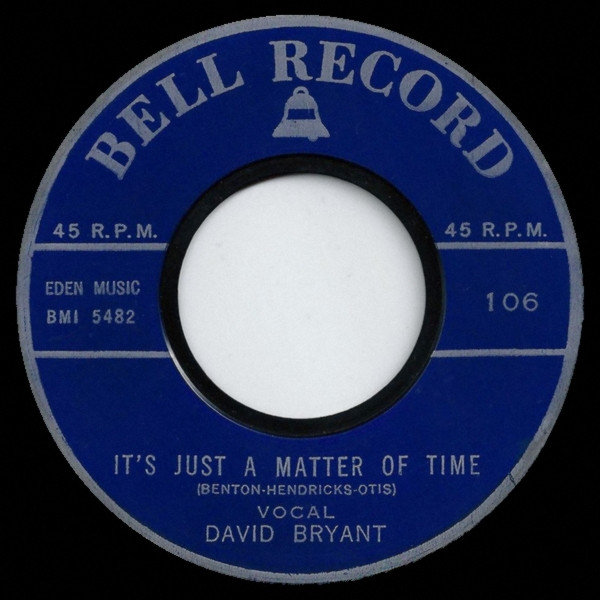 BELL RECORD
45 R.P.M.
45 R.P.M.
EDEN MUSIC
BMI 5482
106
IT'S JUST A MATTER OF TIME
(BENTON-HENDRICKS-OTIS)
VOCAL
DAVID BRYANT